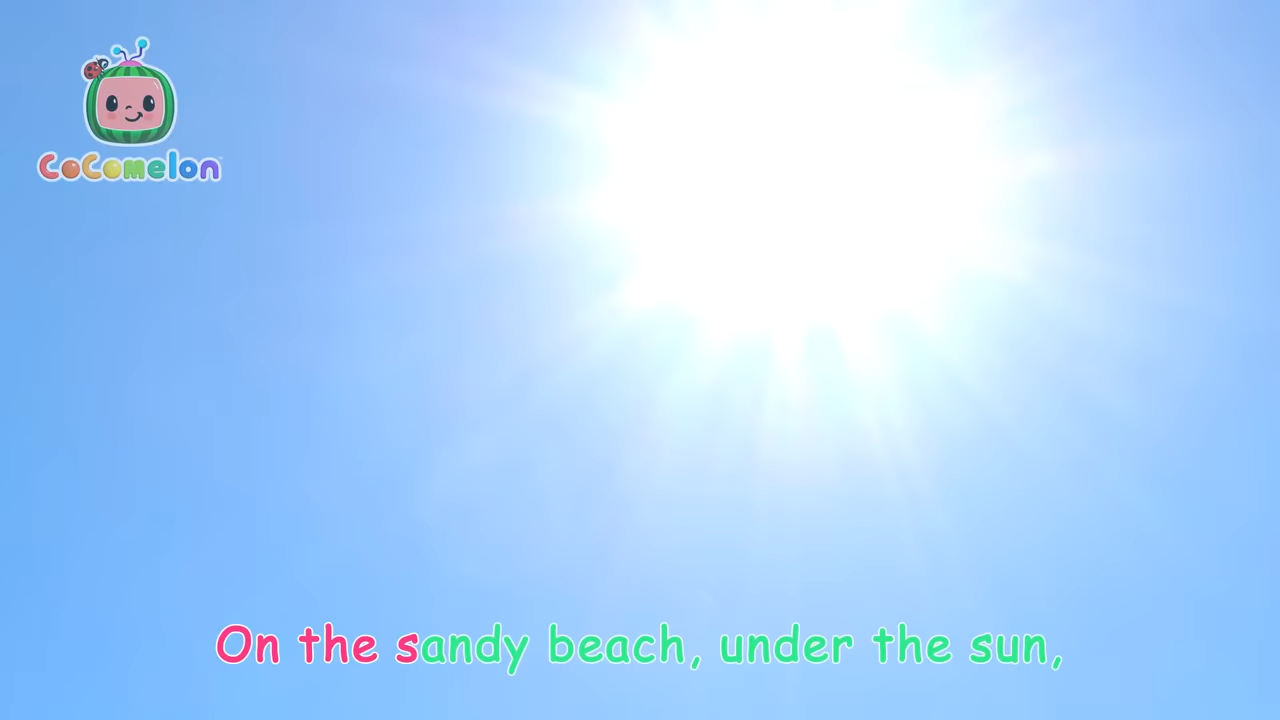 CoComelon
On the sandy beach, under the sun,